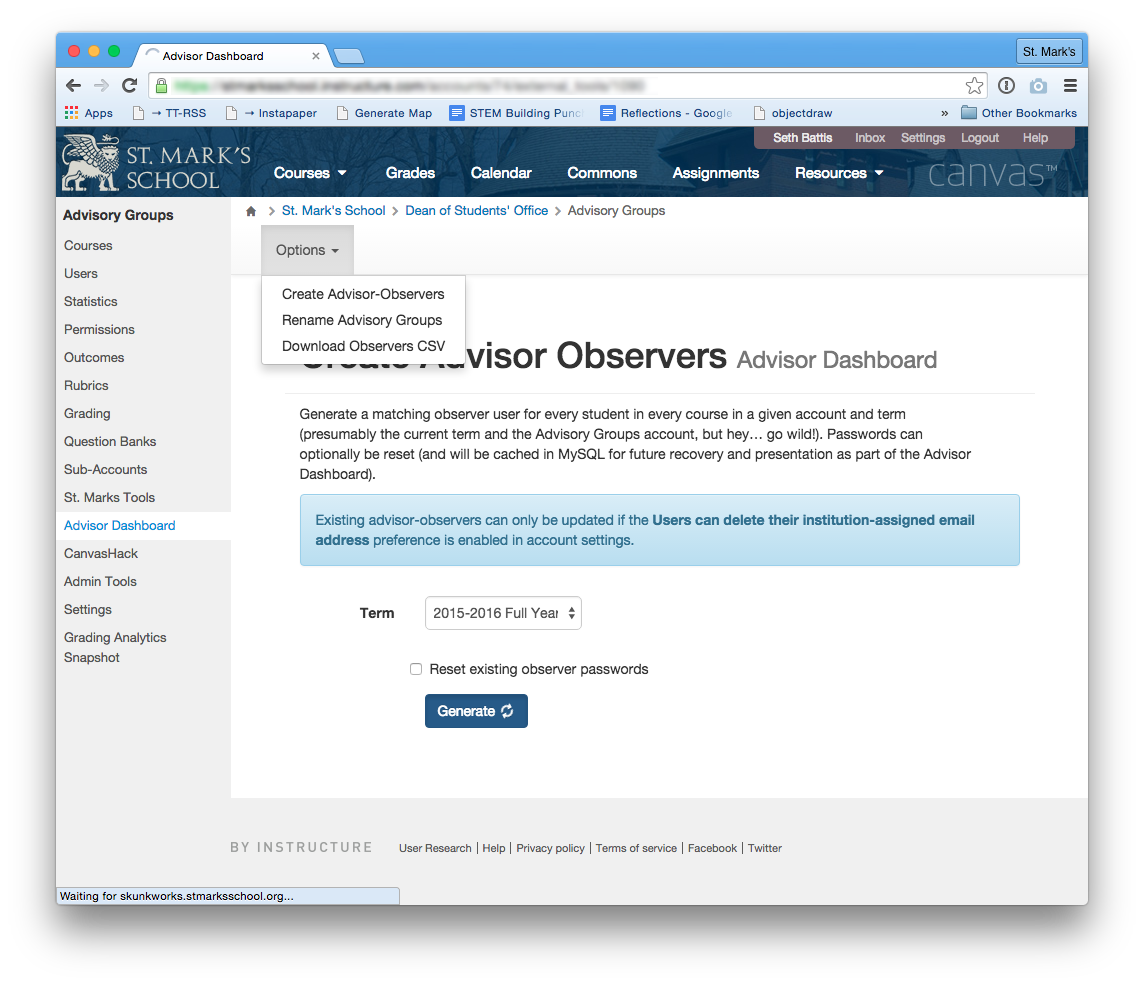 Advisor Dashboard
St. Mark's
Apps → TT-RSS → Instapaper Generate Map STEM Building Punc Reflections - Google objectdraw » Other Bookmarks
Seth Battis Inbox Settings Logout Help
ST. MARK'S
SCHOOL
Courses Grades Calendar Commons Assignments Resources
canvas™
Advisory Groups
Courses
Users
Statistics
Permissions
Outcomes
Rubrics
Grading
Question Banks
Sub-Accounts
St. Marks Tools
Advisor Dashboard
CanvasHack
Admin Tools
Settings
Grading Analytics
Snapshot
St. Mark's School > Dean of Students' Office > Advisory Groups
Options
Create Advisor-Observers
Rename Advisory Groups
Download Observers CSV
Create Advisor Observers Advisor Dashboard
Generate a matching observer user for every student in every course in a given account and term
(presumably the current term and the Advisory Groups account, but hey… go wild!). Passwords can
optionally be reset (and will be cached in MySQL for future recovery and presentation as part of the Advisor
Dashboard).
Existing advisor-observers can only be updated if the Users can delete their institution-assigned email
address preference is enabled in account settings.
Term 2015-2016 Full Year
Reset existing observer passwords
Generate
BY INSTRUCTURE User Research | Help | Privacy policy | Terms of service | Facebook | Twitter
Waiting for skunkworks.stmarksschool.org...